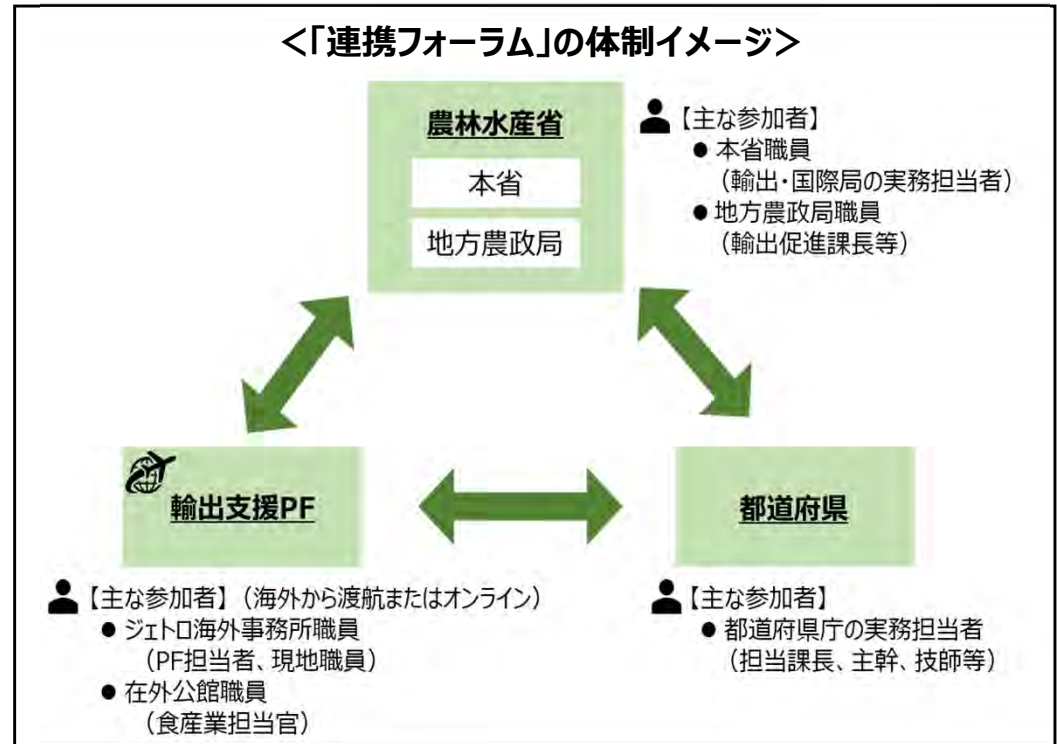 ＜「連携フォーラム」の体制イメージ＞
農林水産省
本省
地方農政局
【主な参加者】
● 本省職員
（輸出・国際局の実務担当者）
● 地方農政局職員
（輸出促進課長等）
輸出支援PF
【主な参加者】（海外から渡航またはオンライン）
● ジェトロ海外事務所職員
（PF担当者、現地職員）
● 在外公館職員
（食産業担当官）
都道府県
【主な参加者】
● 都道府県庁の実務担当者
（担当課長、主幹、技師等）